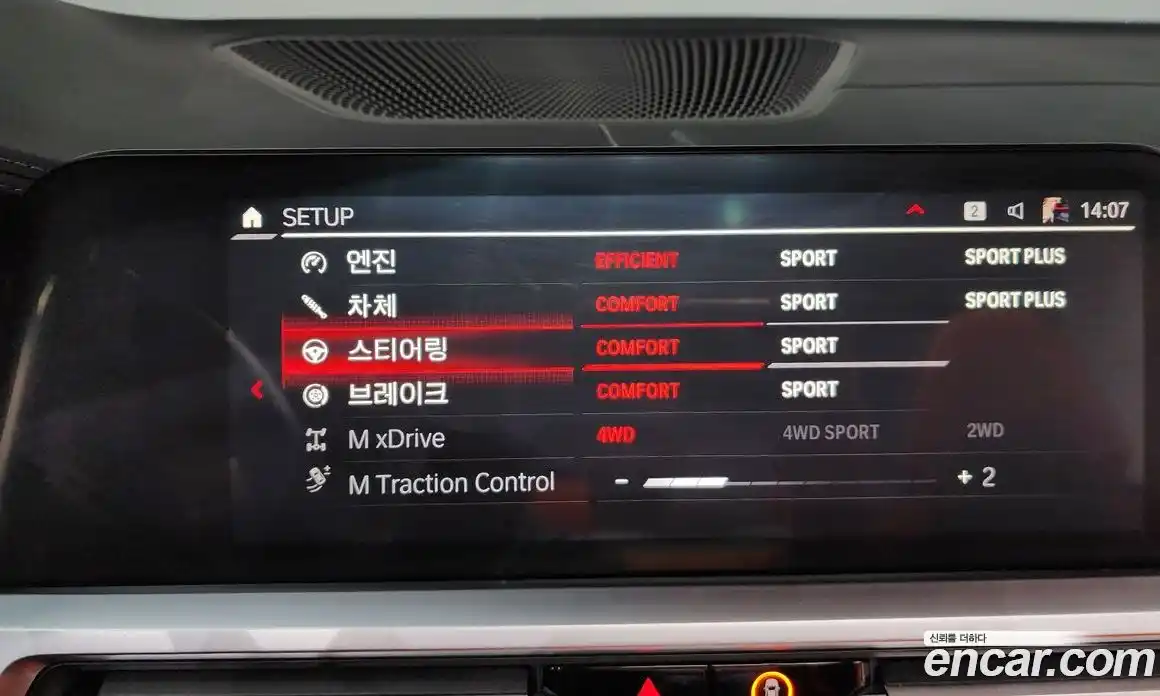 SETUP 2 14:07
엔진 EFFICIENT SPORT SPORT PLUS
차체 COMFORT SPORT SPORT PLUS
스티어링 COMFORT SPORT
브레이크 COMFORT SPORT
M xDrive 4WD 4WD SPORT 2WD
M Traction Control - + 2
신뢰를 더하다
encar.com